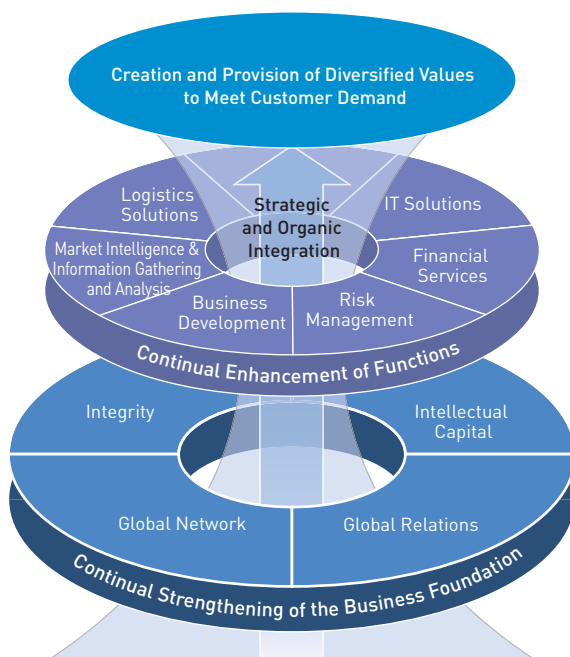 Creation and Provision of Diversified Values
to Meet Customer Demand
Logistics
Solutions
Strategic
and Organic
Integration
IT Solutions
Market Intelligence &
Information Gathering
and Analysis
Financial
Services
Business
Development
Risk
Management
Continual Enhancement of Functions
Integrity
Intellectual
Capital
Global Network
Global Relations
Continual Strengthening of the Business Foundation